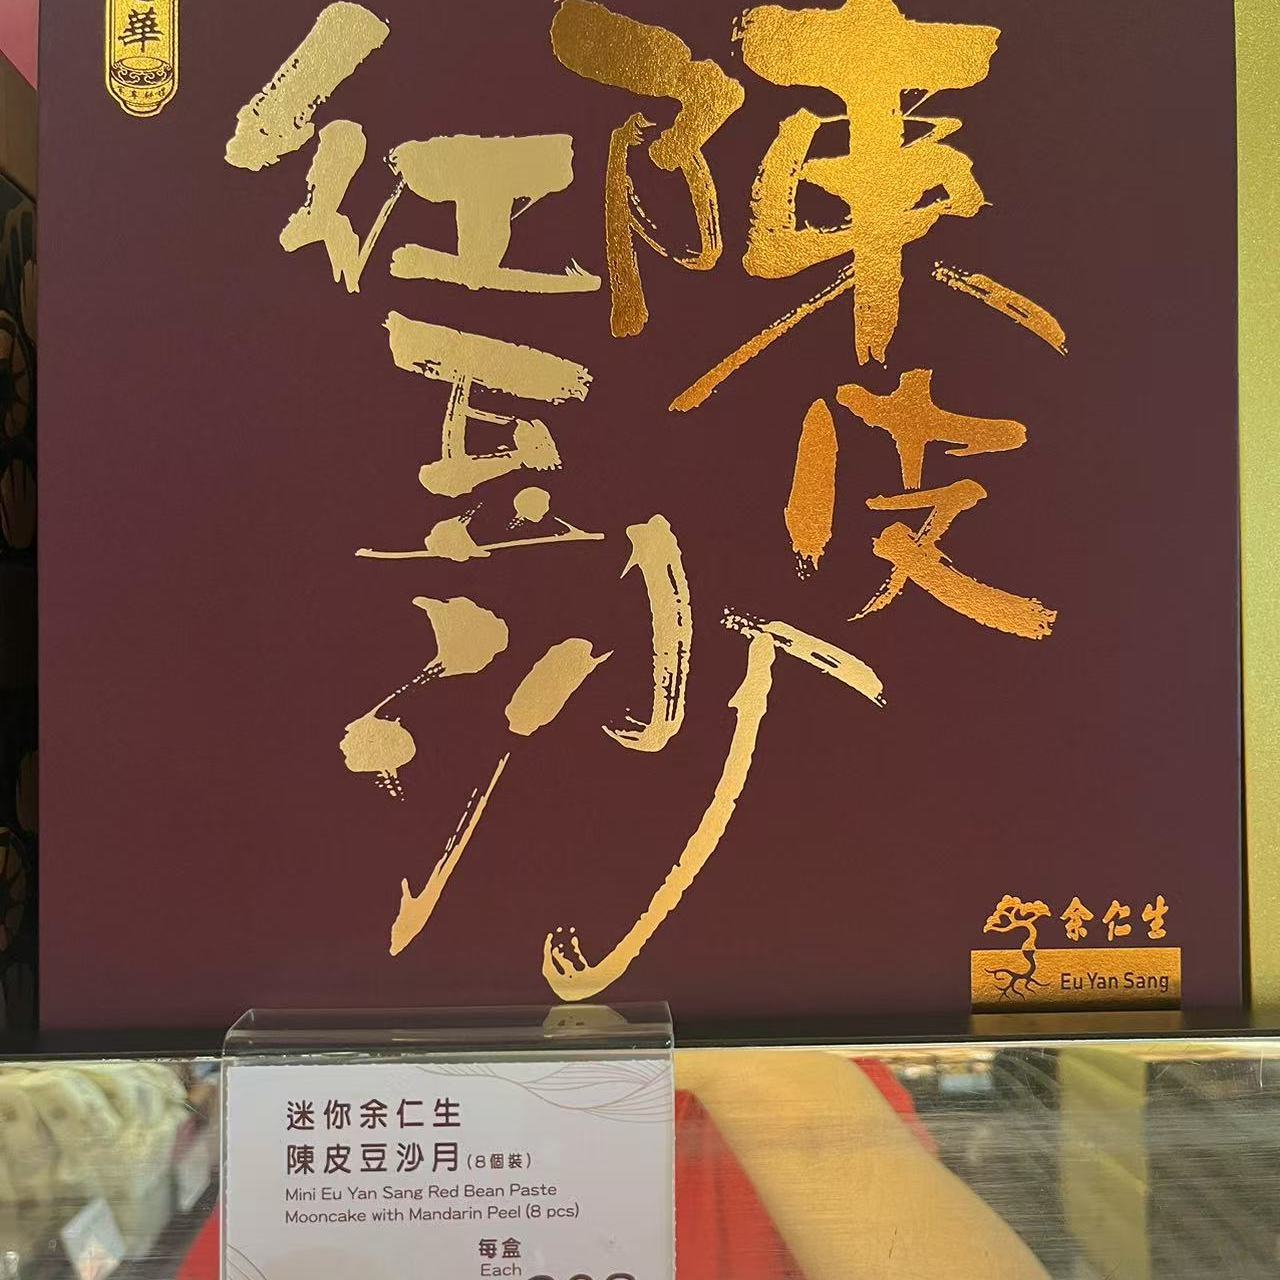 華
陳皮
紅豆沙
余仁生
Eu Yan Sang
迷你余仁生
陳皮豆沙月(8個裝)
Mini Eu Yan Sang Red Bean Paste
Mooncake with Mandarin Peel (8 pcs)
每盒
Each